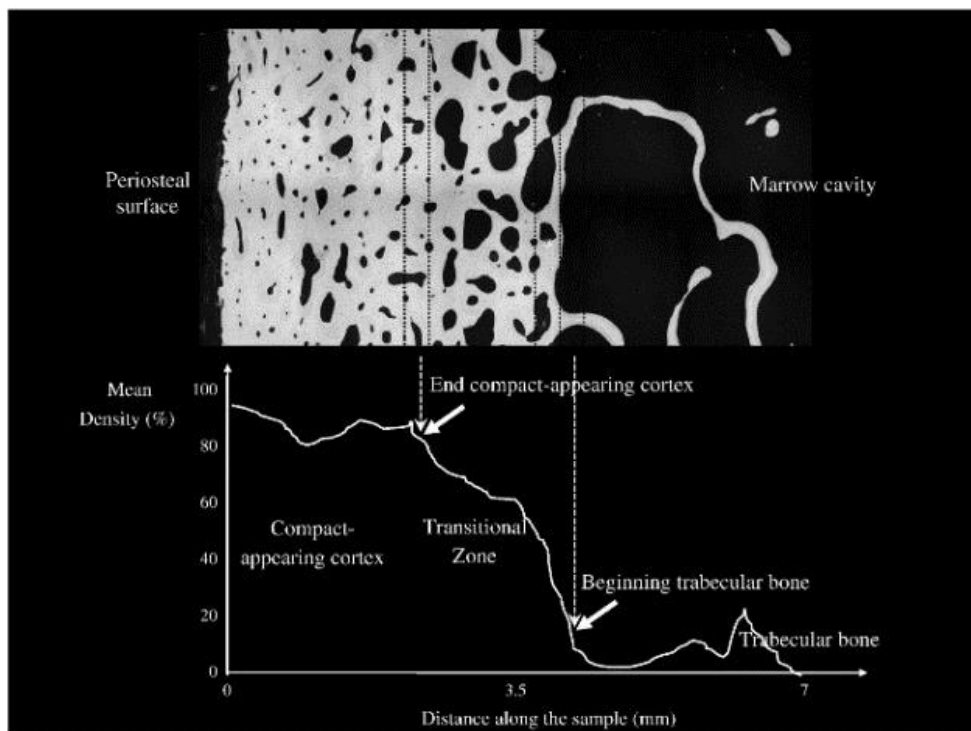 Periosteal
surface
Marrow cavity
Mean
Density (%)
100
80
60
40
20
0
End compact-appearing cortex
Compact-
appearing cortex
Transitional
Zone
Beginning trabecular bone
Trabecular bone
0
3.5
7
Distance along the sample (mm)